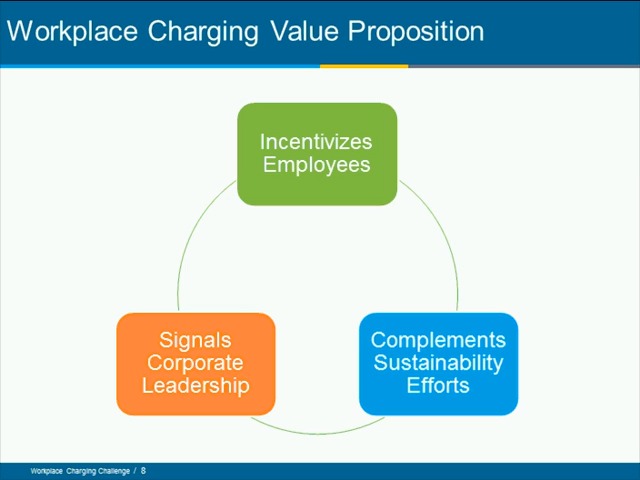 Workplace Charging Value Proposition
Incentivizes
Employees
Signals
Corporate
Leadership
Complements
Sustainability
Efforts
Workplace Charging Challenge / 8